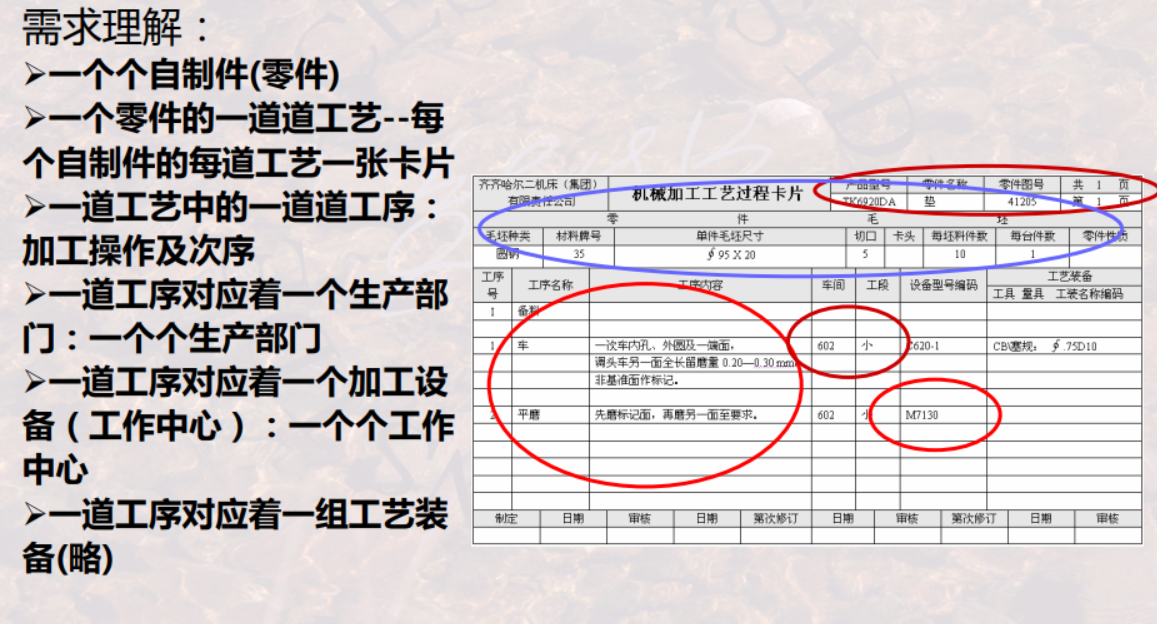 需求理解：
➢一个个自制件(零件)
➢一个零件的一道道工艺--每
个自制件的每道工艺一张卡片
➢一道工艺中的一道道工序：
加工操作及次序
➢一道工序对应着一个生产部
门：一个个生产部门
➢一道工序对应着一个加工设
备（工作中心）：一个个工作
中心
➢一道工序对应着一组工艺装
备(略)
齐齐哈尔二机床（集团）
有限责任公司
机械加工工艺过程卡片
产品型号 零件名称 零件图号 共 1 页
TK6920DA 垫 41205 第 1 页
零 件 毛 坯
毛坯种类 材料牌号 单件毛坯尺寸 切口 卡头 每坯料件数 每台件数 零件性质
圆钢 35 ∮95 X 20 5 10 1
工序号 工序名称 工序内容 车间 工段 设备型号编码 工艺装备
工具 量具 工装名称编码
1 备料
1 车 一次车内孔、外圆及一端面， 602 小 C620-1 CB\塞规： ∮.75D10
调头车另一面全长留磨量 0.20—0.30 mm
非基准面作标记。
2 平磨 先磨标记面，再磨另一面至要求。 602 小 M7130
制定 日期 审核 日期 第次修订 日期 审核 第次修订 日期 审核